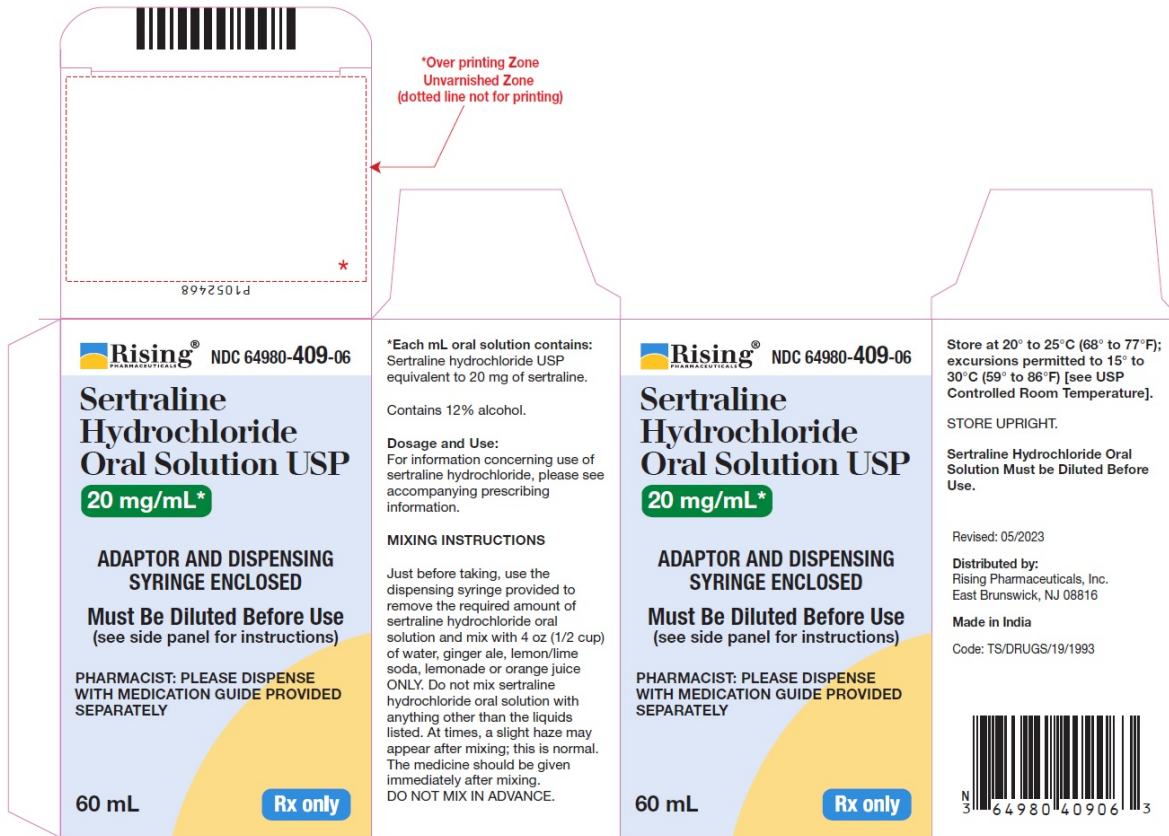 *Over printing Zone
Unvarnished Zone
(dotted line not for printing)
*
P1052468
Rising®
PHARMACEUTICALS
NDC 64980-409-06
Sertraline
Hydrochloride
Oral Solution USP
20 mg/mL*
ADAPTOR AND DISPENSING
SYRINGE ENCLOSED
Must Be Diluted Before Use
(see side panel for instructions)
PHARMACIST: PLEASE DISPENSE
WITH MEDICATION GUIDE PROVIDED
SEPARATELY
60 mL
Rx only
*Each mL oral solution contains:
Sertraline hydrochloride USP
equivalent to 20 mg of sertraline.
Contains 12% alcohol.
Dosage and Use:
For information concerning use of
sertraline hydrochloride, please see
accompanying prescribing
information.
MIXING INSTRUCTIONS
Just before taking, use the
dispensing syringe provided to
remove the required amount of
sertraline hydrochloride oral
solution and mix with 4 oz (1/2 cup)
of water, ginger ale, lemon/lime
soda, lemonade or orange juice
ONLY. Do not mix sertraline
hydrochloride oral solution with
anything other than the liquids
listed. At times, a slight haze may
appear after mixing; this is normal.
The medicine should be given
immediately after mixing.
DO NOT MIX IN ADVANCE.
Rising®
PHARMACEUTICALS
NDC 64980-409-06
Sertraline
Hydrochloride
Oral Solution USP
20 mg/mL*
ADAPTOR AND DISPENSING
SYRINGE ENCLOSED
Must Be Diluted Before Use
(see side panel for instructions)
PHARMACIST: PLEASE DISPENSE
WITH MEDICATION GUIDE PROVIDED
SEPARATELY
60 mL
Rx only
Store at 20° to 25°C (68° to 77°F);
excursions permitted to 15° to
30°C (59° to 86°F) [see USP
Controlled Room Temperature].
STORE UPRIGHT.
Sertraline Hydrochloride Oral
Solution Must be Diluted Before
Use.
Revised: 05/2023
Distributed by:
Rising Pharmaceuticals, Inc.
East Brunswick, NJ 08816
Made in India
Code: TS/DRUGS/19/1993
N
3 64980 40906 3